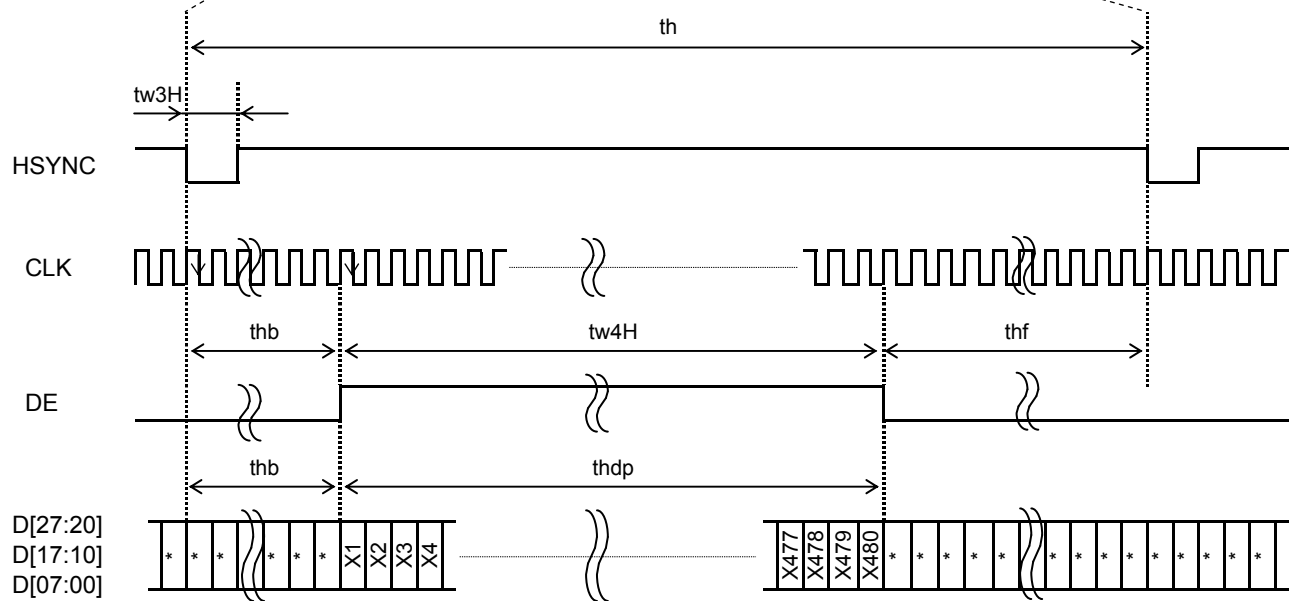 th
tw3H
HSYNC
CLK
thb tw4H thf
DE
thb thdp
D[27:20]
D[17:10]
D[07:00]
* * * * * * X1 X2 X3 X4 X477 X478 X479 X480 * * * * * * * * * * * * * *